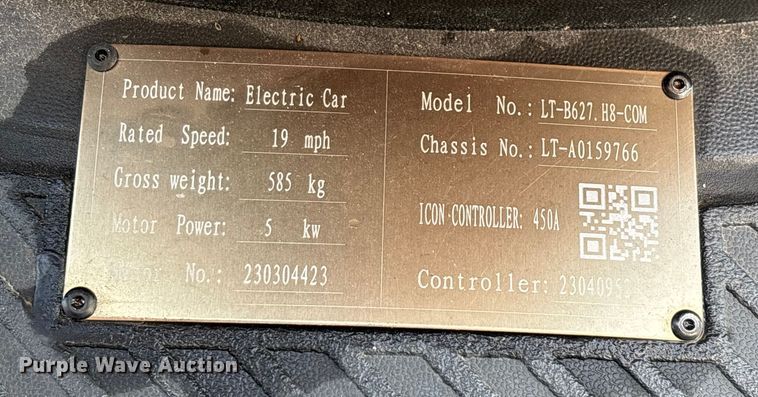 Product Name: Electric Car
Rated Speed: 19 mph
Gross weight: 585 kg
Motor Power: 5 kw
Motor No.: 230304423
Model No.: LT-B627.H8-COM
Chassis No.: LT-A0159766
ICON CONTROLLER: 450A
Controller:
Purple Wave Auction